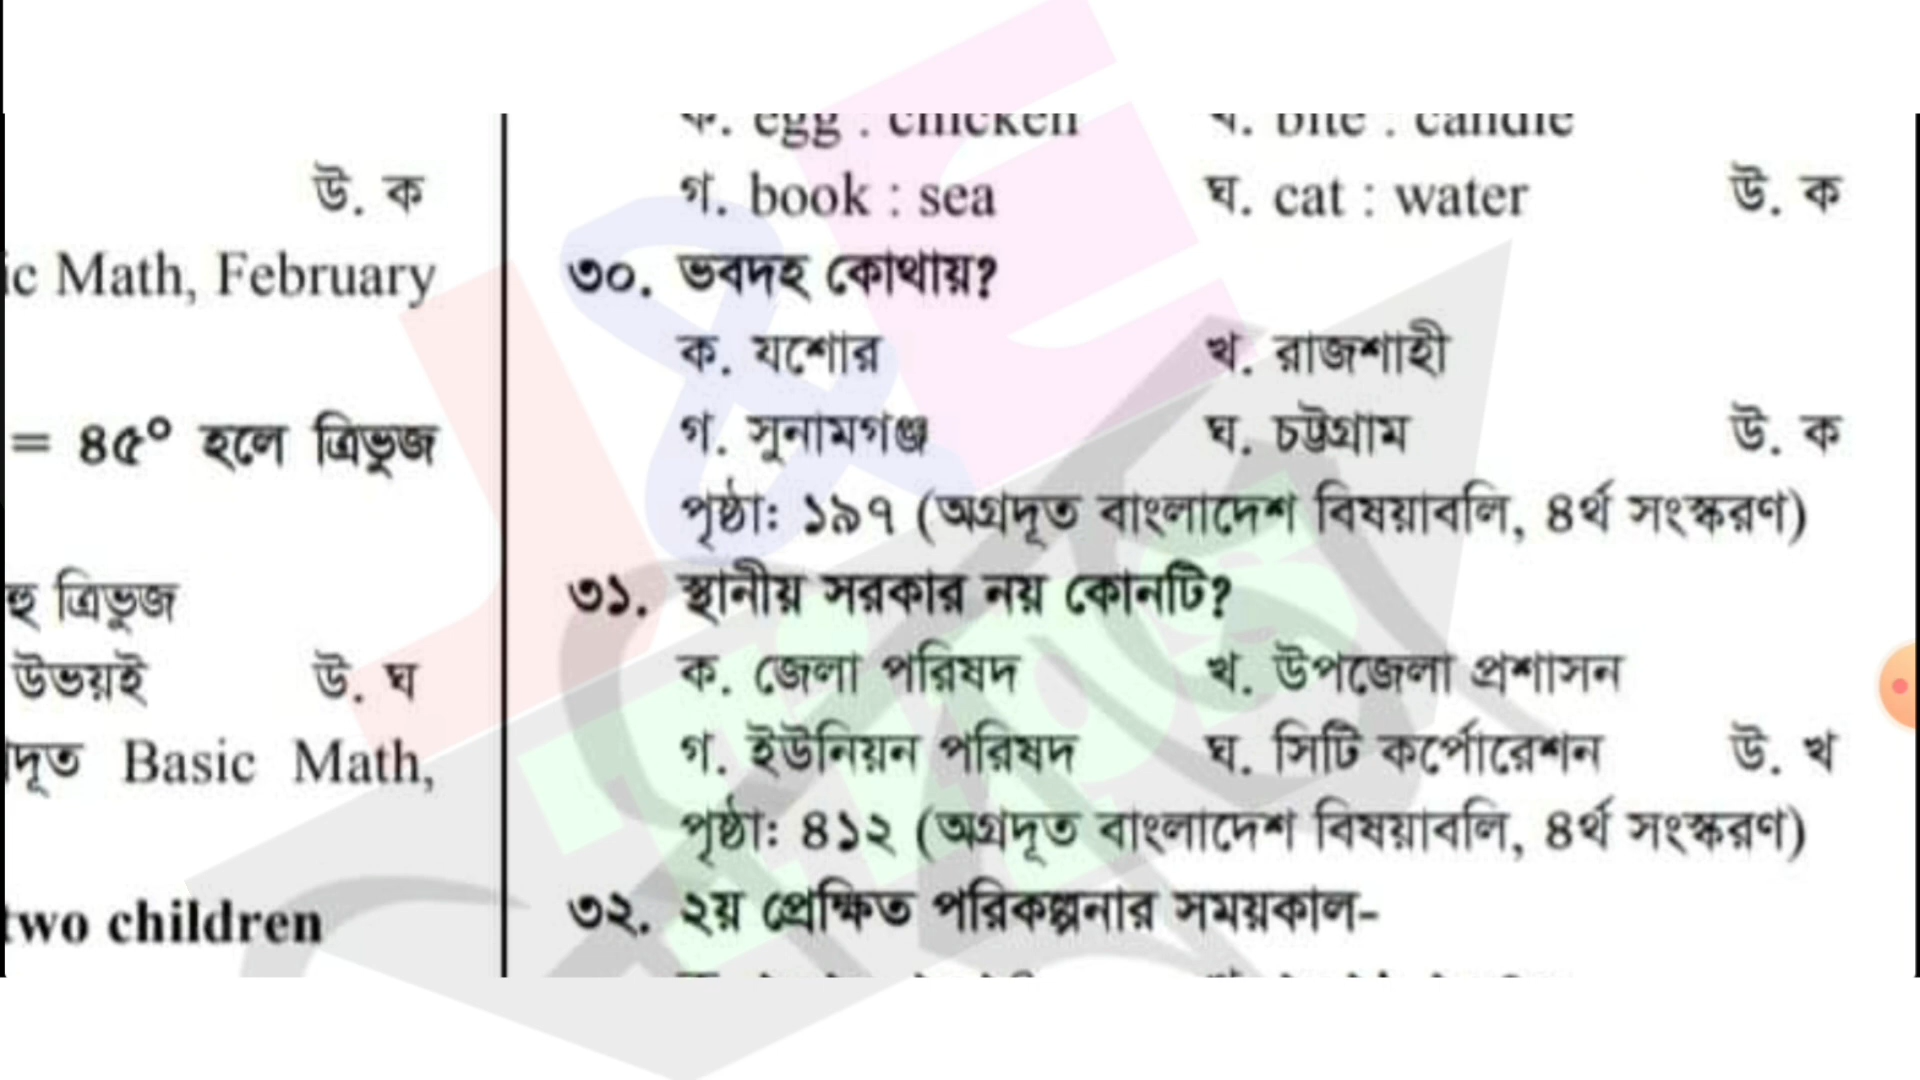 উ. ক
ic Math, February
= ৪৫° হলে ত্রিভুজ
হু ত্রিভুজ
উভয়ই উ. ঘ
দূত Basic Math,
two children
ক. egg : chicken
গ. book : sea ঘ. cat : water উ. ক
৩০. ভবদহ কোথায়?
ক. যশোর খ. রাজশাহী
গ. সুনামগঞ্জ ঘ. চট্টগ্রাম উ. ক
পৃষ্ঠা: ১৯৭ (অগ্রদূত বাংলাদেশ বিষয়াবলি, ৪র্থ সংস্করণ)
৩১. স্থানীয় সরকার নয় কোনটি?
ক. জেলা পরিষদ খ. উপজেলা প্রশাসন
গ. ইউনিয়ন পরিষদ ঘ. সিটি কর্পোরেশন উ. খ
পৃষ্ঠা: ৪১২ (অগ্রদূত বাংলাদেশ বিষয়াবলি, ৪র্থ সংস্করণ)
৩২. ২য় প্রেক্ষিত পরিকল্পনার সময়কাল-